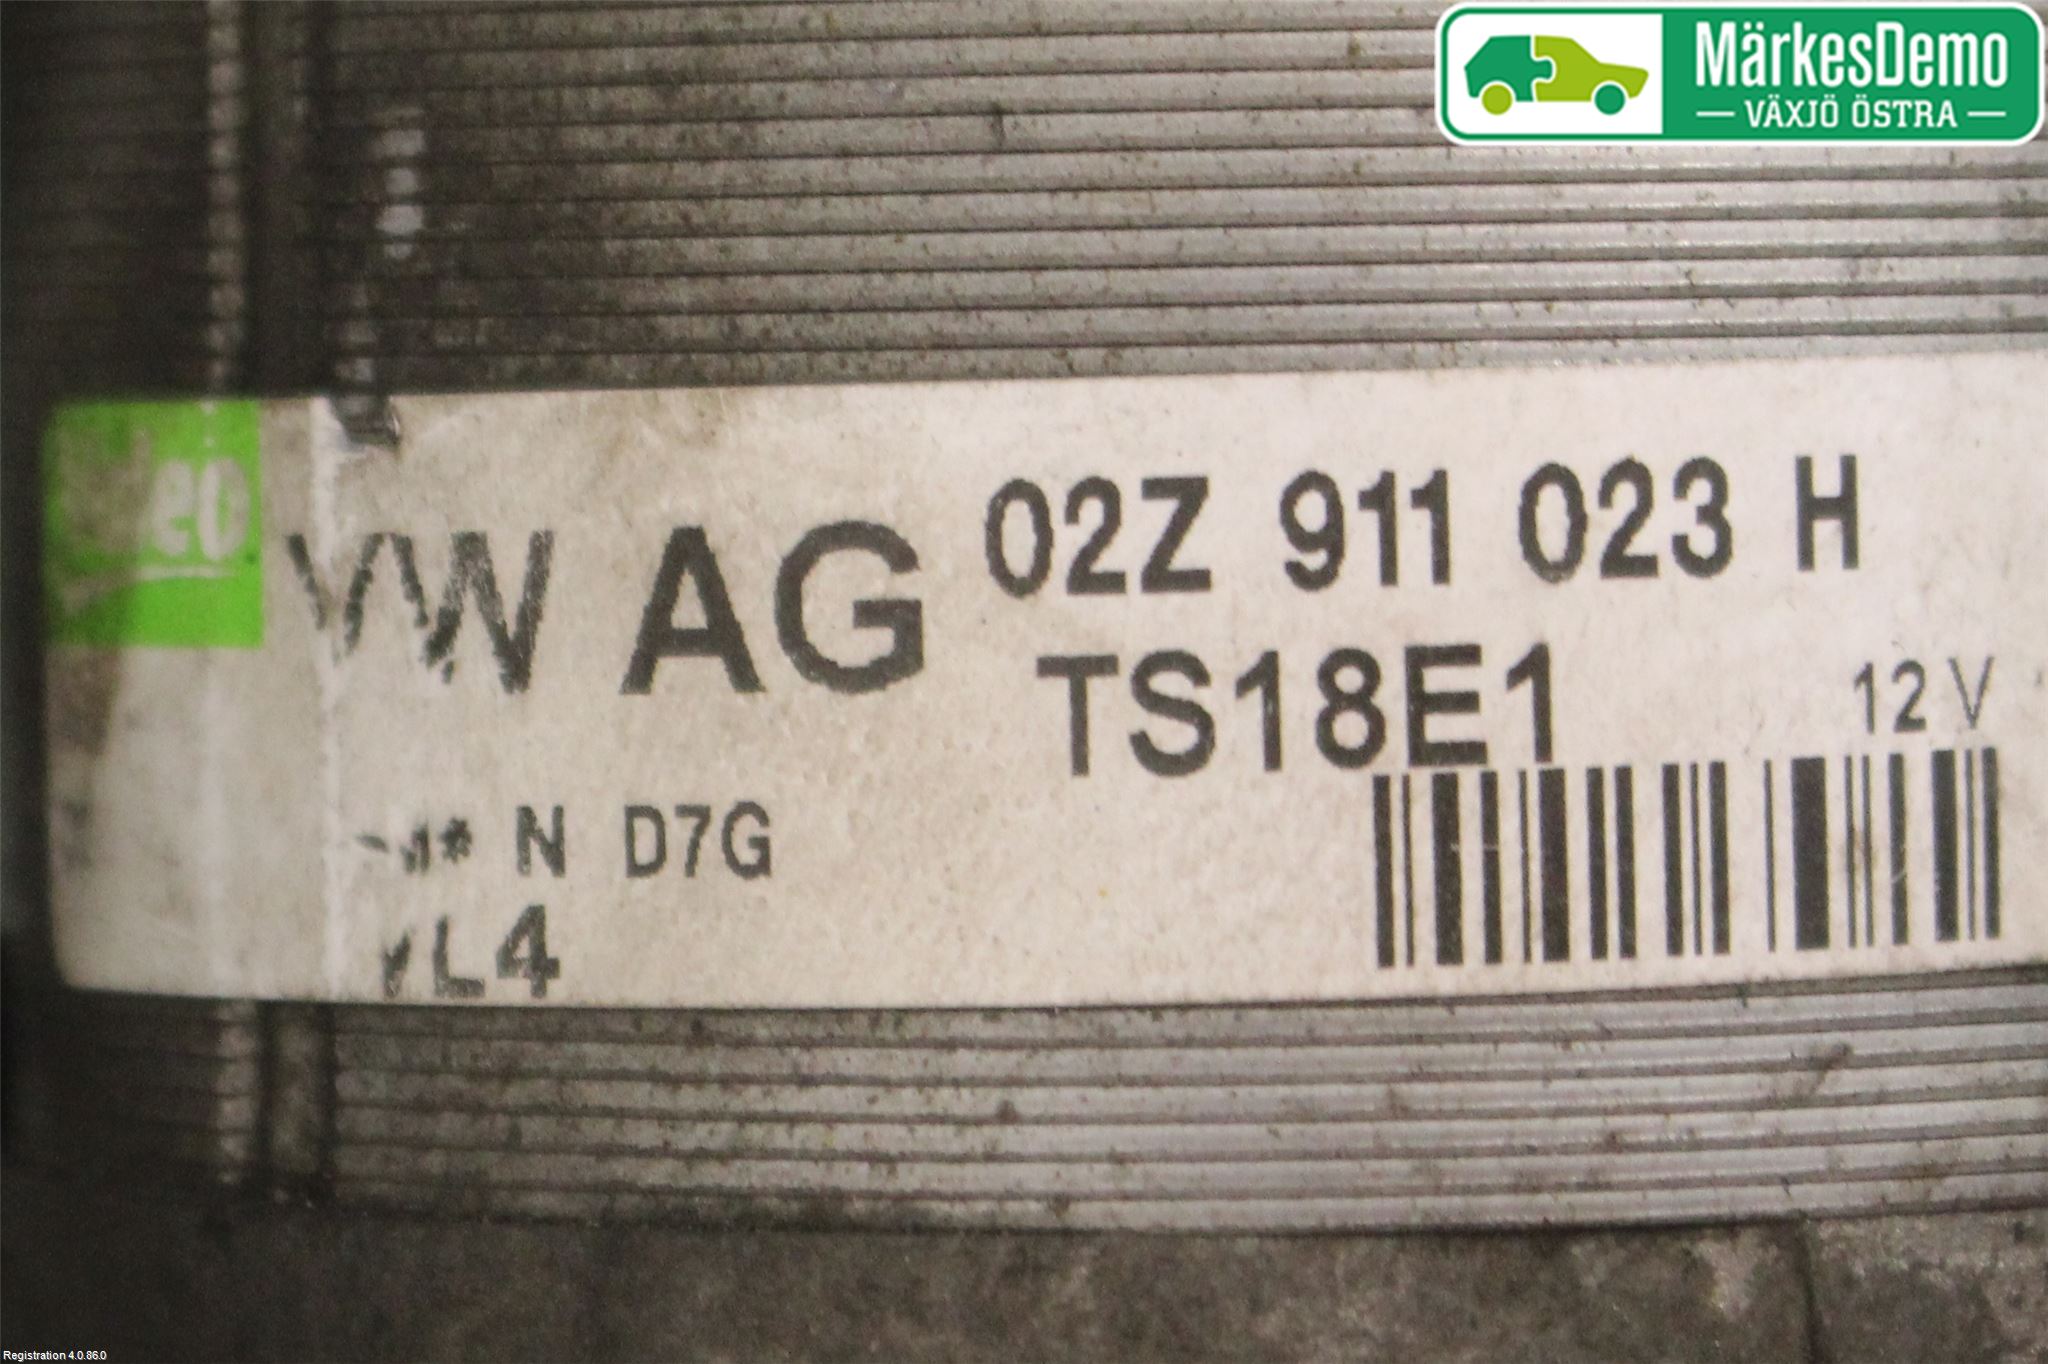 MärkesDemo
VÄXJÖ ÖSTRA
VW AG 02Z 911 023 H
TS18E1
12 V
N D7G
L4
Registration 4.0.86.0